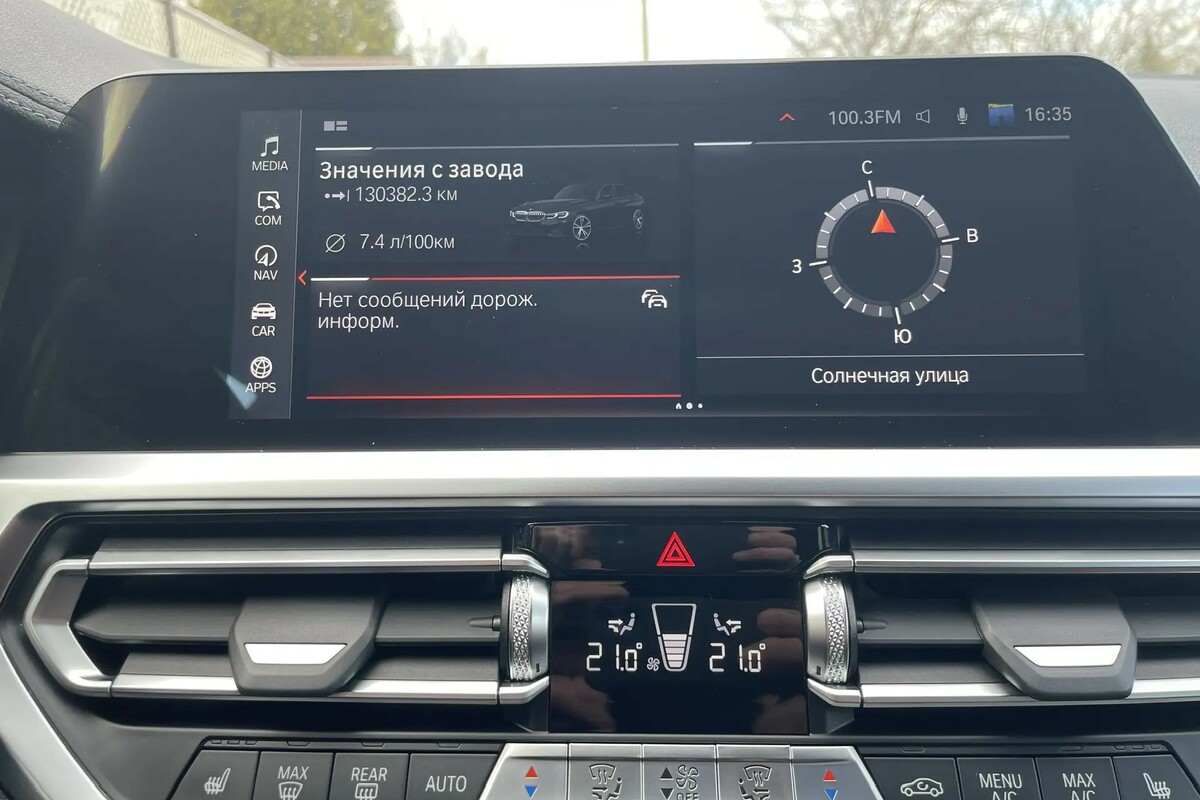 100.3FM
16:35
MEDIA
COM
NAV
CAR
APPS
Значения с завода
130382.3 км
7.4 л/100км
Нет сообщений дорож.
информ.
С
В
З
Ю
Солнечная улица
21.0°
21.0°
MAX
REAR
AUTO
OFF
MENU
A/C
MAX
A/C